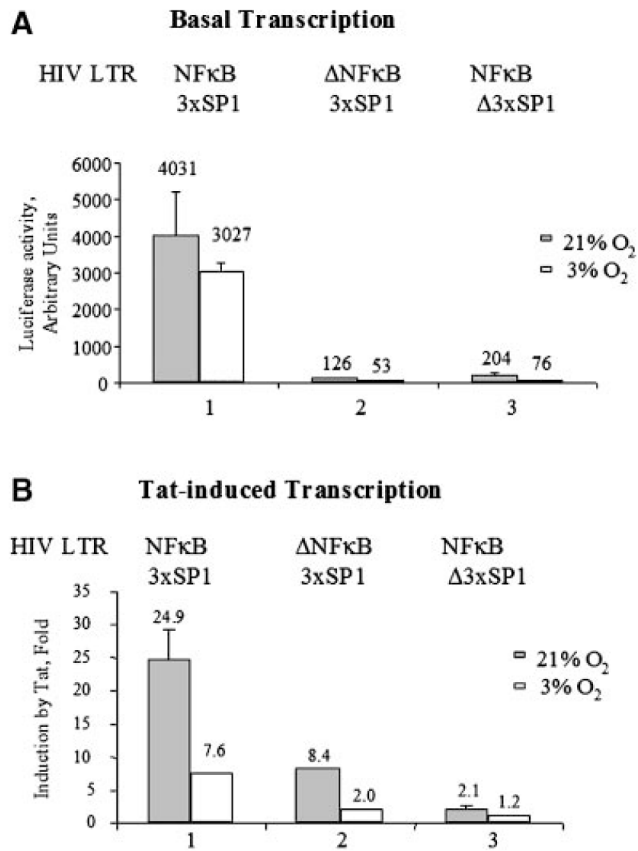 A
Basal Transcription
HIV LTR NFκB ΔNFκB NFκB
3xSP1 3xSP1 Δ3xSP1
Luciferase activity,
Arbitrary Units
6000
5000
4000
3000
2000
1000
0
4031
3027
126 53
204 76
21% O₂
3% O₂
1 2 3
B
Tat-induced Transcription
HIV LTR NFκB ΔNFκB NFκB
3xSP1 3xSP1 Δ3xSP1
Induction by Tat, Fold
35
30
25
20
15
10
5
0
24.9
7.6
8.4
2.0
2.1
1.2
21% O₂
3% O₂
1 2 3